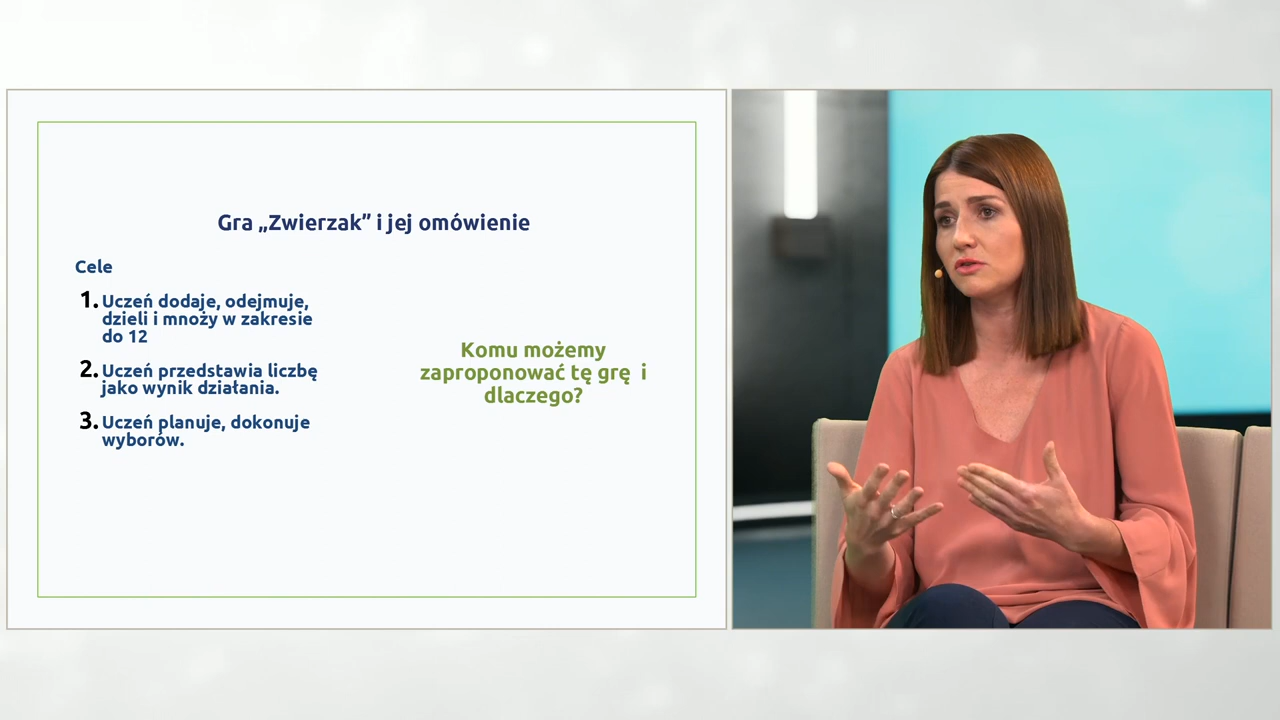 Gra „Zwierzak” i jej omówienie
Cele
1. Uczeń dodaje, odejmuje,
dzieli i mnoży w zakresie
do 12
2. Uczeń przedstawia liczbę
jako wynik działania.
3. Uczeń planuje, dokonuje
wyborów.
Komu możemy
zaproponować tę grę i
dlaczego?